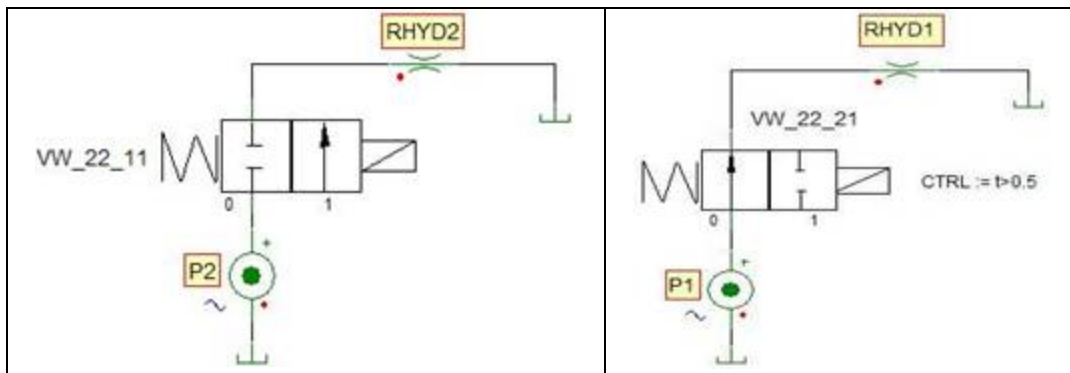 RHYD2
VW_22_11
0 1
P2
RHYD1
VW_22_21
CTRL := t>0.5
0 1
P1